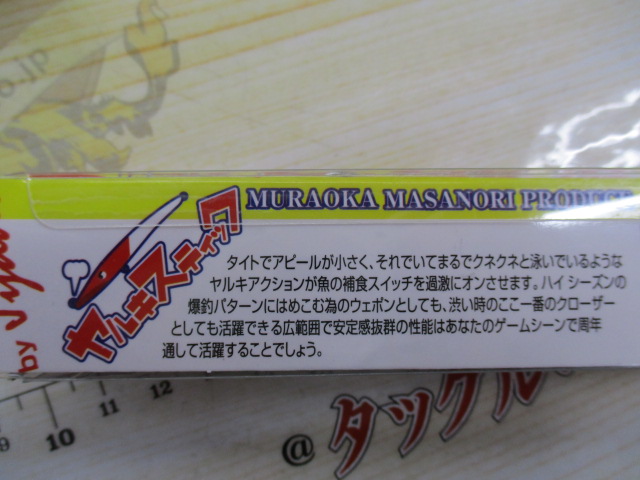 MURAOKA MASANORI PRODUCE
ヤルキスティック
by
タイトでアピールが小さく、それでいてまるでクネクネと泳いでいるような
ヤルキアクションが魚の補食スイッチを過激にオンさせます。ハイシーズンの
爆釣パターンにはめこむ為のウェポンとしても、渋い時のここ一番のクローザー
としても活躍できる広範囲で安定感抜群の性能はあなたのゲームシーンで周年
通して活躍することでしょう。
10 11 12
@タックル